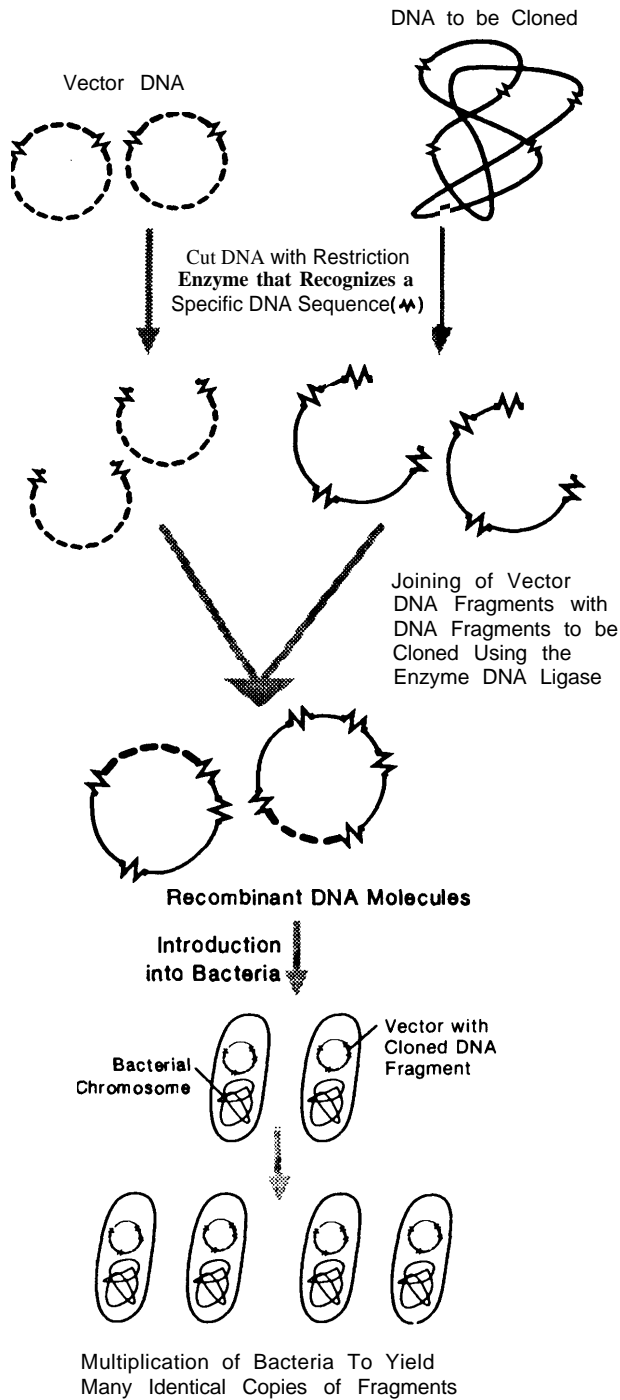 DNA to be Cloned
Vector DNA
Cut DNA with Restriction
Enzyme that Recognizes a
Specific DNA Sequence( )
Joining of Vector
DNA Fragments with
DNA Fragments to be
Cloned Using the
Enzyme DNA Ligase
Recombinant DNA Molecules
Introduction
into Bacteria
Vector with
Cloned DNA
Fragment
Bacterial
Chromosome
Multiplication of Bacteria To Yield
Many Identical Copies of Fragments